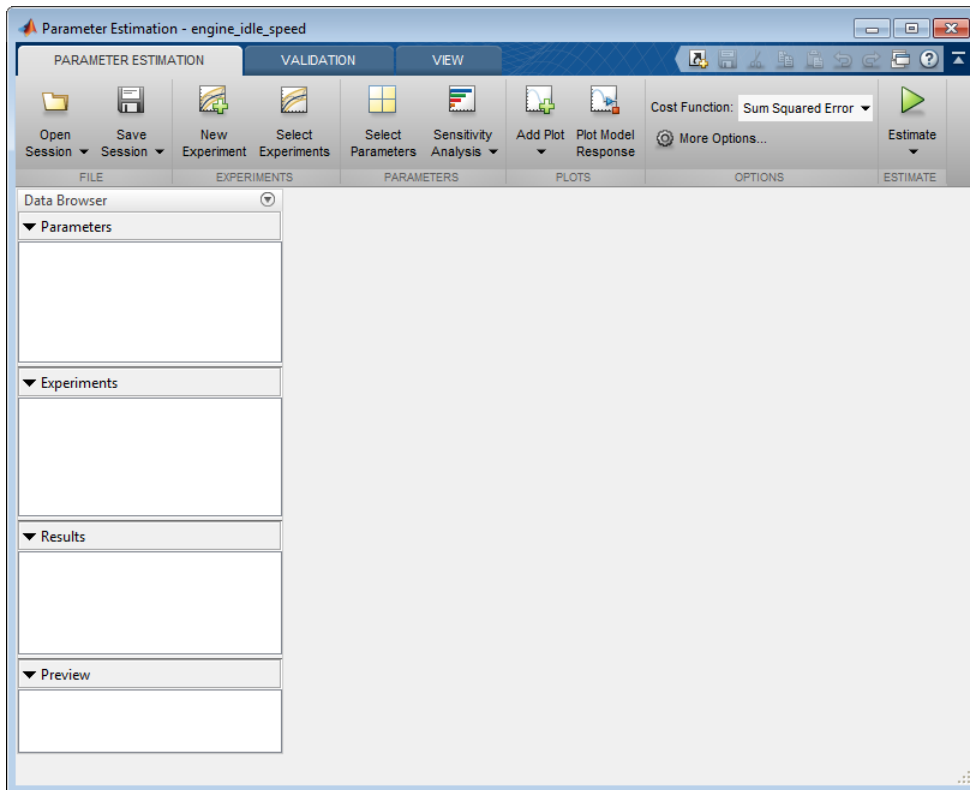 Parameter Estimation - engine_idle_speed
PARAMETER ESTIMATION VALIDATION VIEW
Open Session
Save Session
New Experiment
Select Experiments
Select Parameters
Sensitivity Analysis
Add Plot
Plot Model Response
Cost Function: Sum Squared Error
More Options...
Estimate
FILE EXPERIMENTS PARAMETERS PLOTS OPTIONS ESTIMATE
Data Browser
Parameters
Experiments
Results
Preview